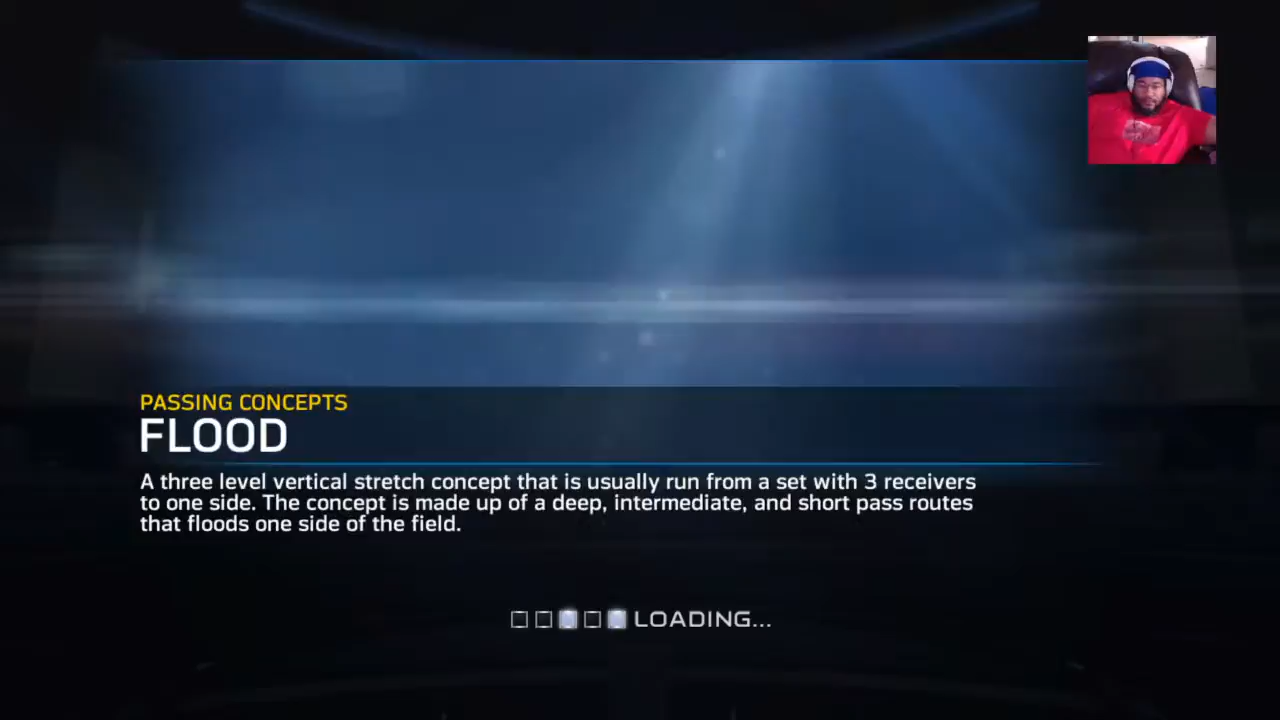 PASSING CONCEPTS
FLOOD
A three level vertical stretch concept that is usually run from a set with 3 receivers
to one side. The concept is made up of a deep, intermediate, and short pass routes
that floods one side of the field.
LOADING...